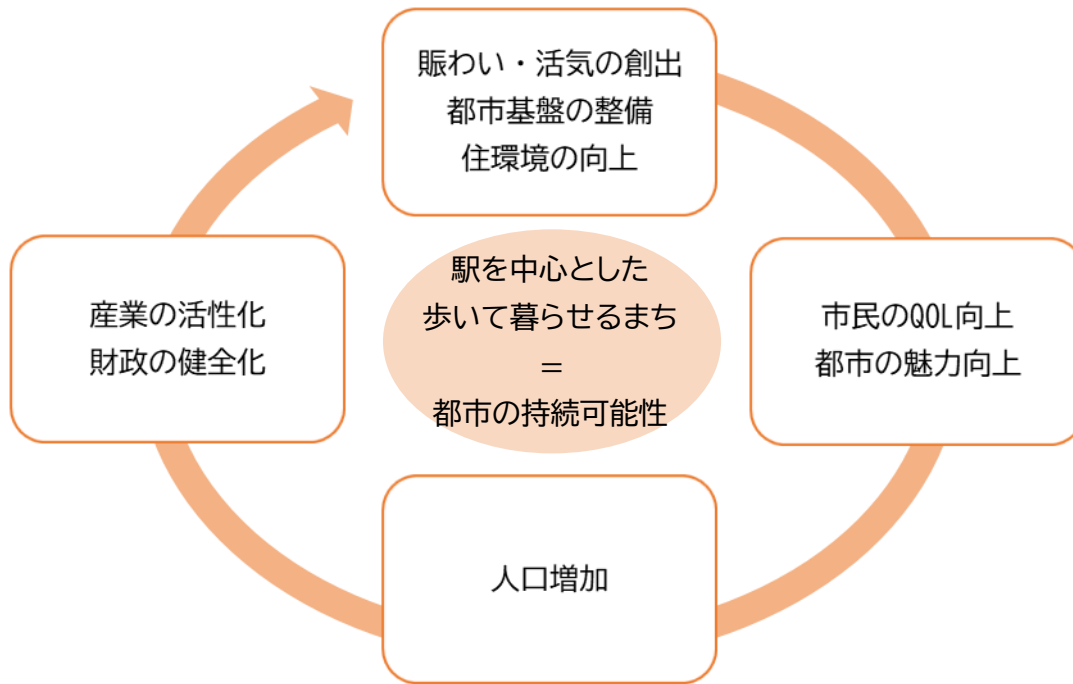 賑わい・活気の創出
都市基盤の整備
住環境の向上
市民のQOL向上
都市の魅力向上
人口増加
産業の活性化
財政の健全化
駅を中心とした
歩いて暮らせるまち
＝
都市の持続可能性